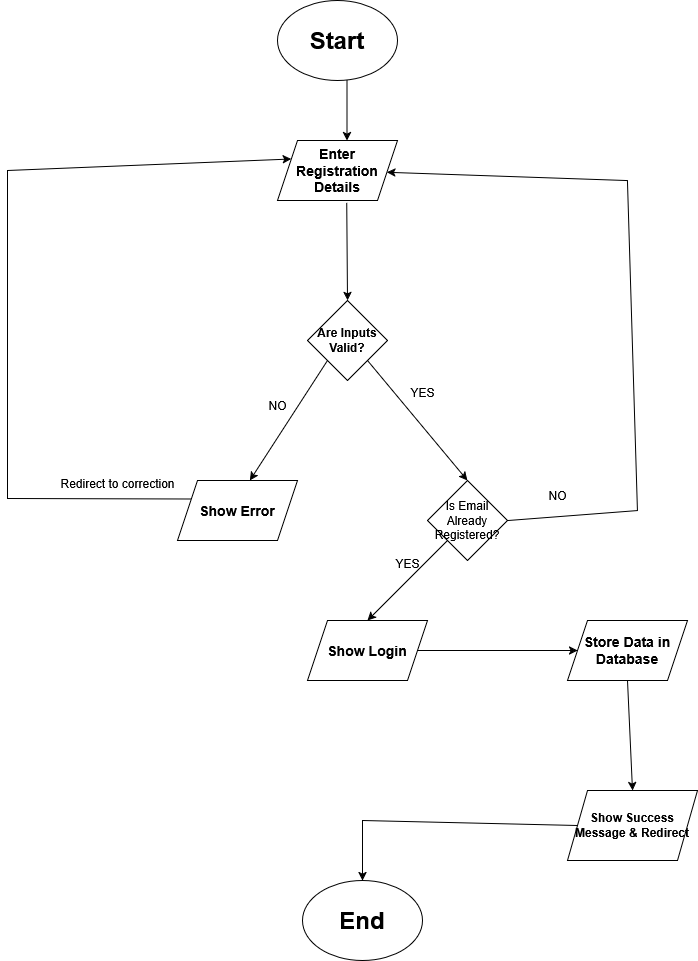 Start
Enter
Registration
Details
Are Inputs
Valid?
NO
YES
Redirect to correction
Show Error
Is Email
Already
Registered?
NO
YES
Show Login
Store Data in
Database
Show Success
Message & Redirect
End